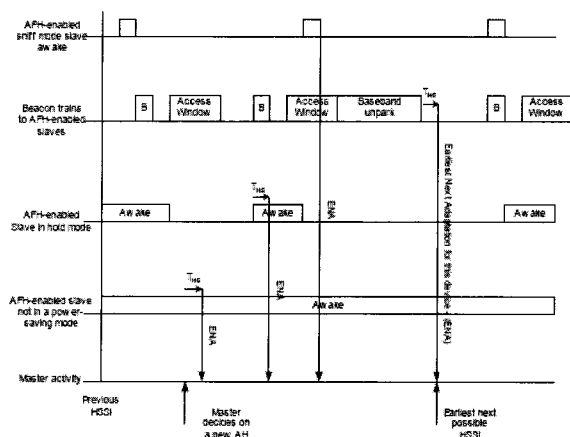 AFH-enabled
sniff mode slave
awake
Beacon trains
to AFH-enabled
slaves
B
Access
Window
B
Access
Window
Baseband
unpark
THS
B
Access
Window
THS
AFH-enabled
Slave in hold mode
Awake
Awake
Awake
ENA
Earliest Next Adaptation for this device - (ENA)
THS
ENA
AFH-enabled slave
not in a power-
saving mode
Awake
ENA
Master activity
Previous
HSSI
Master
decides on
a new AH
Earliest next
possible
HSSI